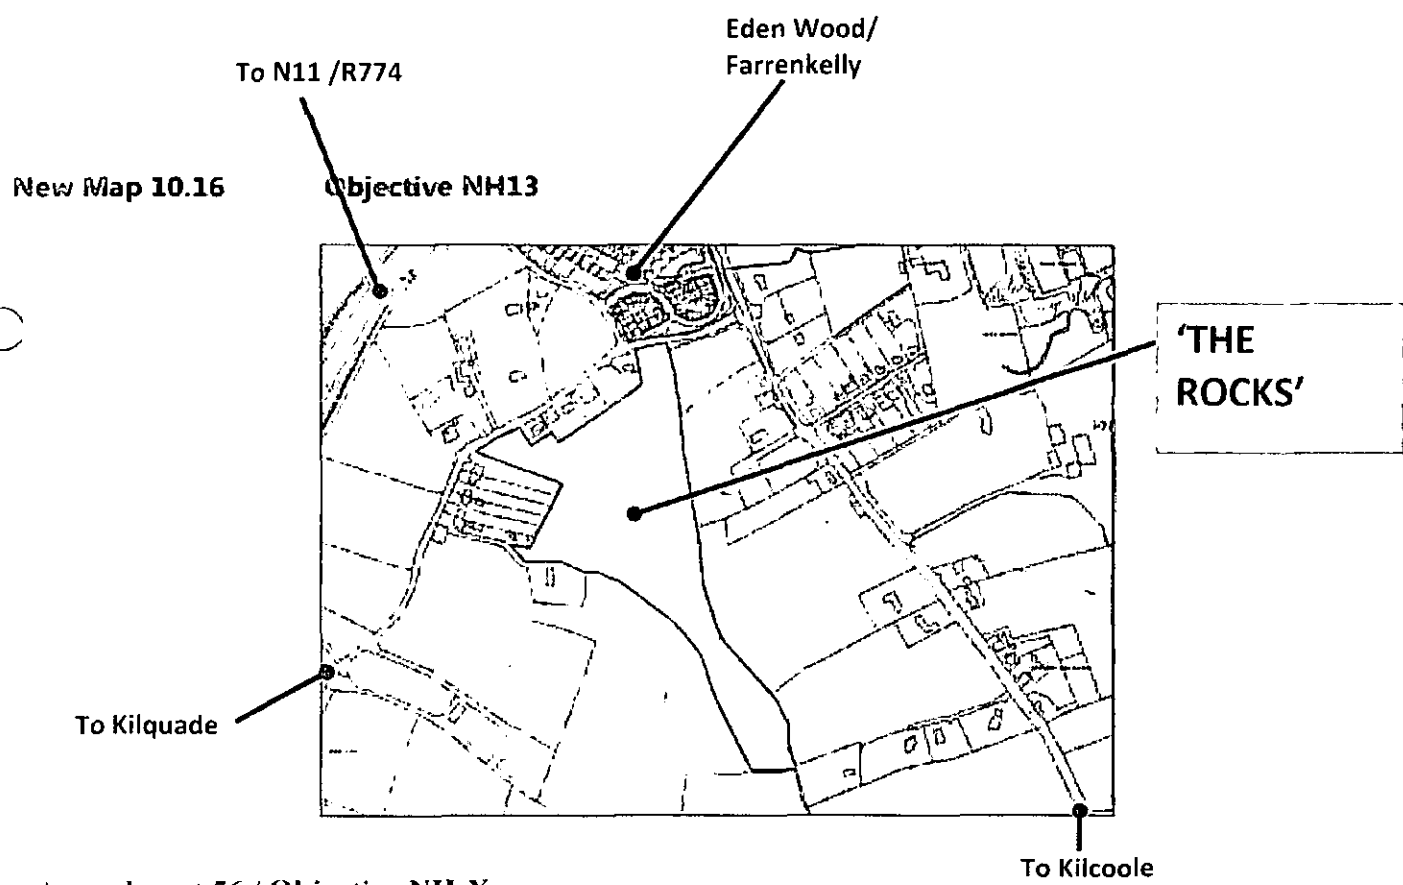 Eden Wood/
Farrenkelly
To N11 /R774
New Map 10.16 Objective NH13
'THE
ROCKS'
To Kilquade
To Kilcoole